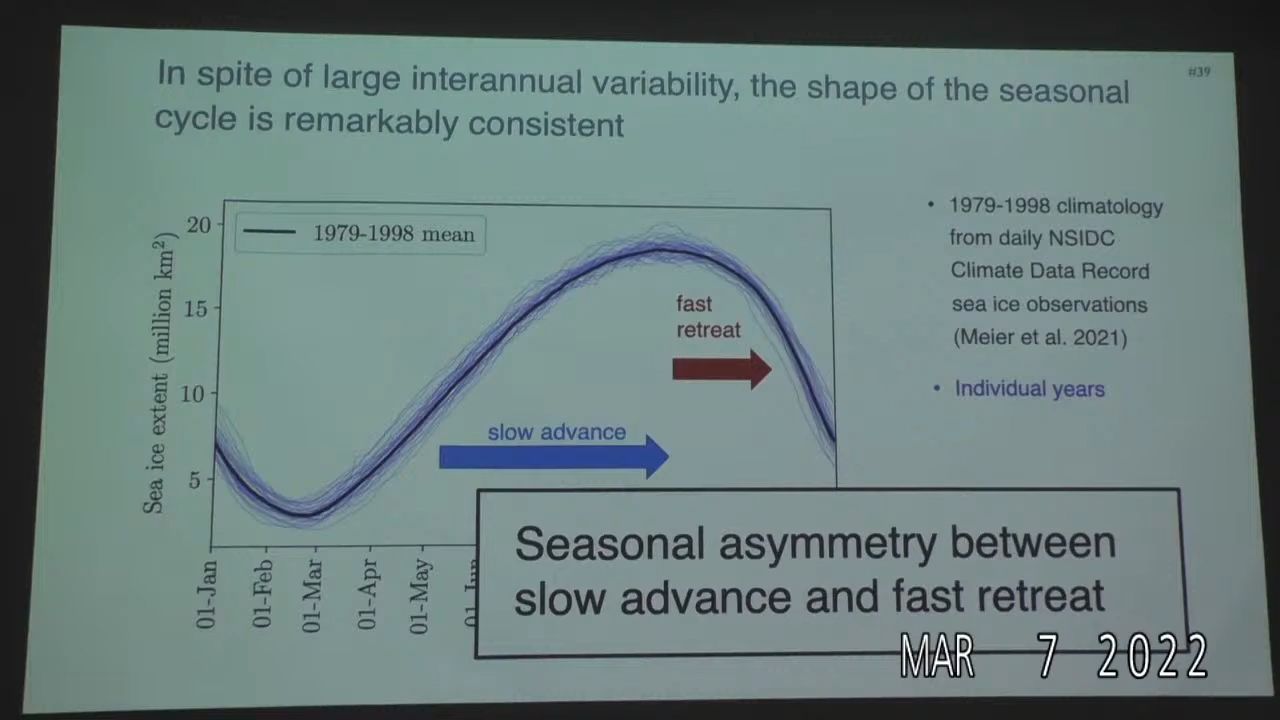 #39
In spite of large interannual variability, the shape of the seasonal
cycle is remarkably consistent
20
15
10
5
Sea ice extent (million km²)
1979-1998 mean
fast
retreat
slow advance
01-Jan
01-Feb
01-Mar
01-Apr
01-May
01-Jun
• 1979-1998 climatology
from daily NSIDC
Climate Data Record
sea ice observations
(Meier et al. 2021)
• Individual years
Seasonal asymmetry between
slow advance and fast retreat
MAR 7 2022